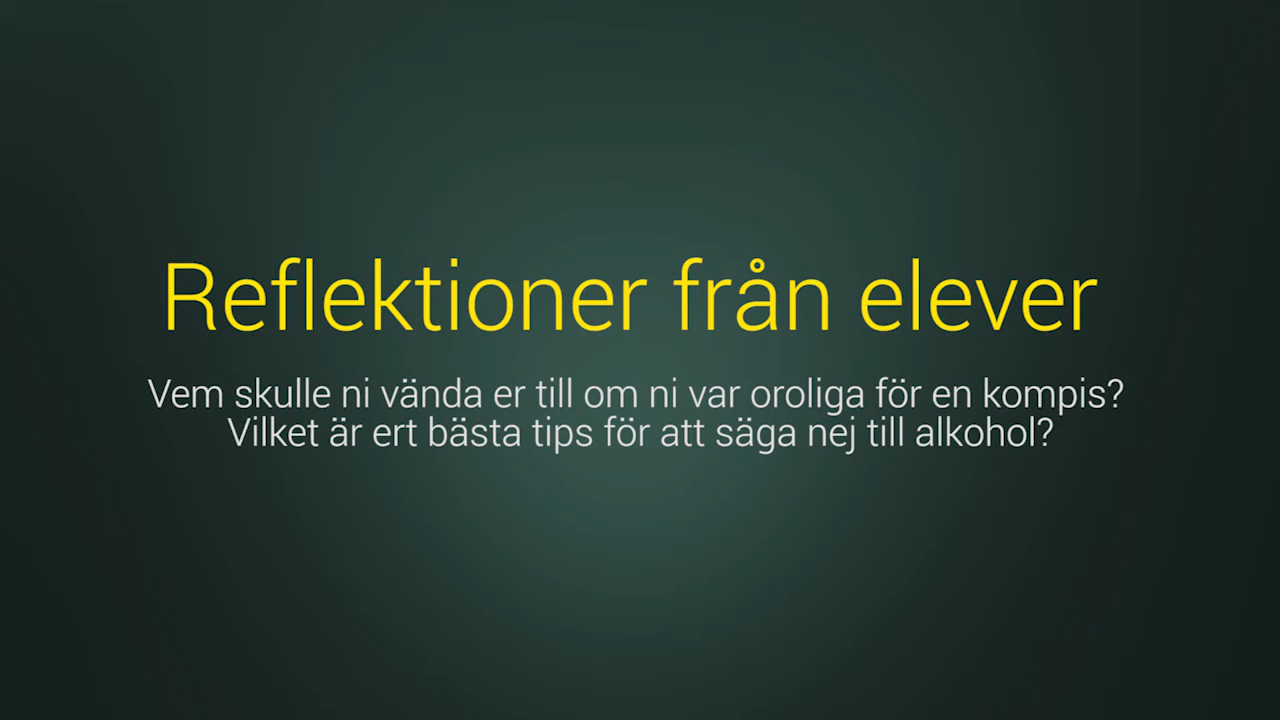 Reflektioner från elever
Vem skulle ni vända er till om ni var oroliga för en kompis?
Vilket är ert bästa tips för att säga nej till alkohol?